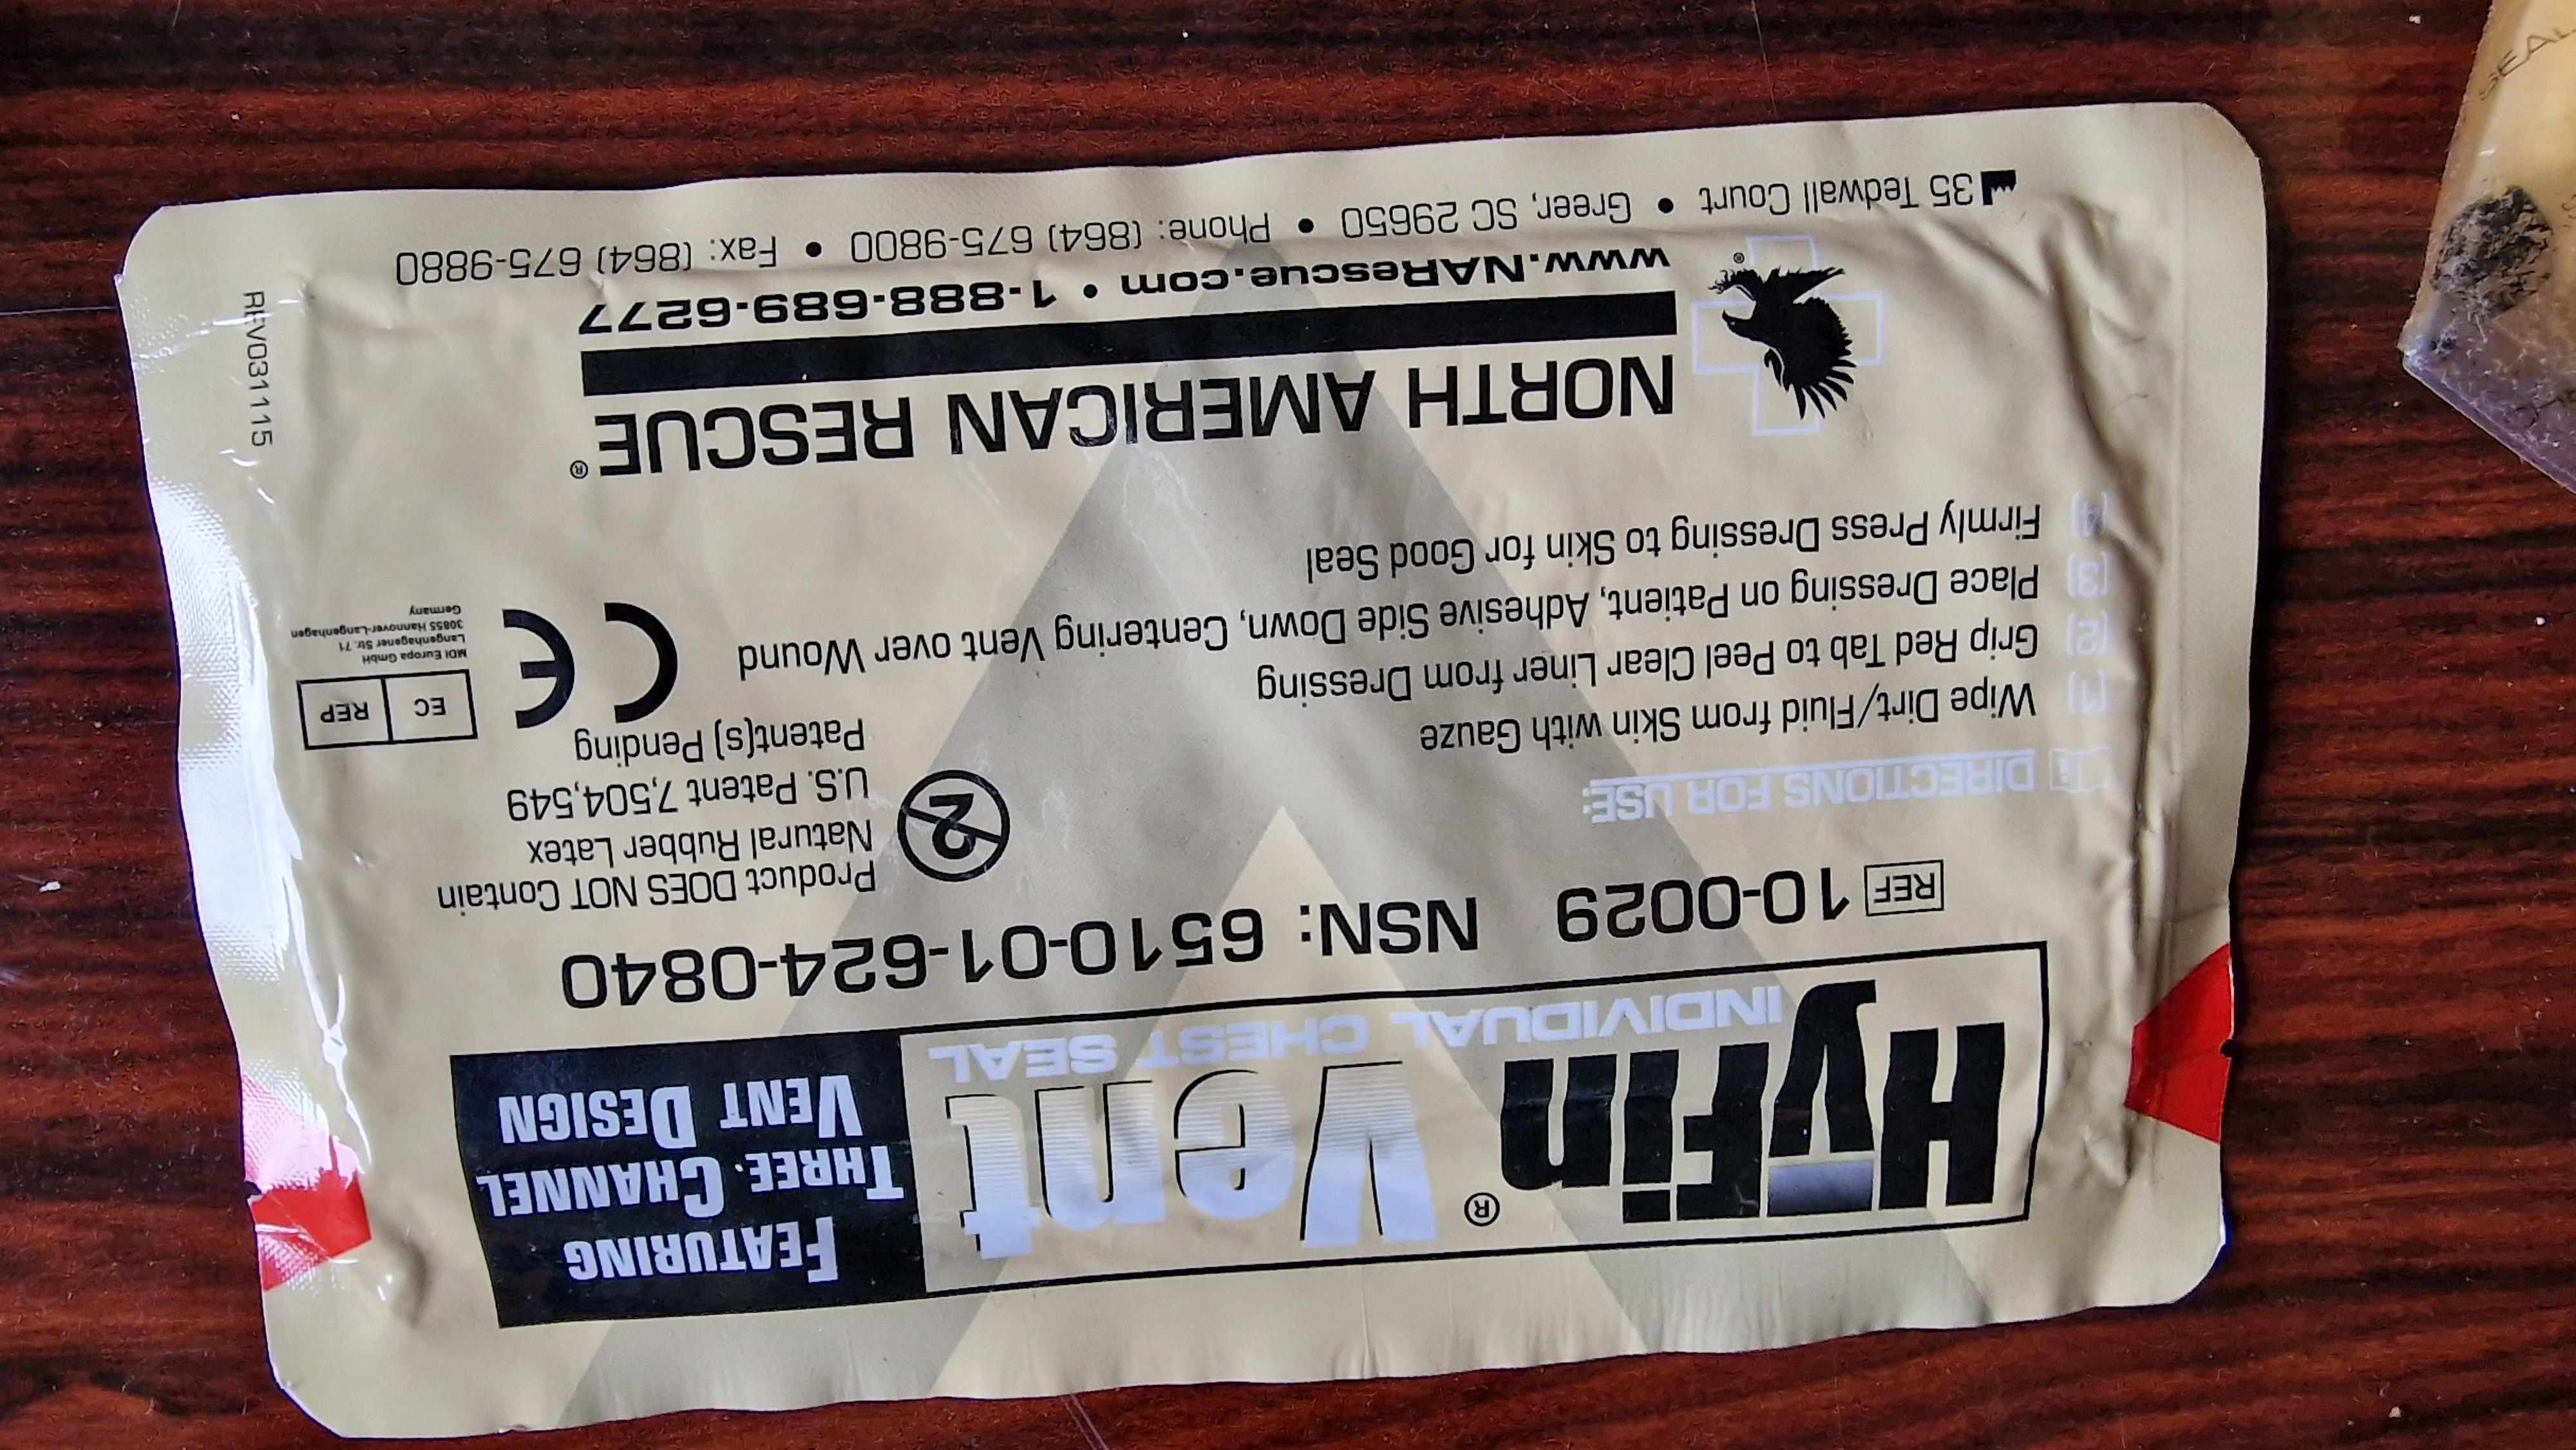 HyFin® Vent
INDIVIDUAL CHEST SEAL
FEATURING
THREE-CHANNEL
VENT DESIGN
REF 10-0029 NSN: 6510-01-624-0840
DIRECTIONS FOR USE:
(1) Wipe Dirt/Fluid from Skin with Gauze
(2) Grip Red Tab to Peel Clear Liner from Dressing
(3) Place Dressing on Patient, Adhesive Side Down, Centering Vent over Wound
(4) Firmly Press Dressing to Skin for Good Seal
2
Product DOES NOT Contain
Natural Rubber Latex
U.S. Patent 7,504,549
Patent(s) Pending
CE
EC REP
MDI Europa GmbH
Langenhagener Str. 71
30855 Hannover-Langenhagen
Germany
NORTH AMERICAN RESCUE®
www.NARescue.com • 1-888-689-6277
35 Tedwall Court • Greer, SC 29650 • Phone: (864) 675-9800 • Fax: (864) 675-9880
REV031115
SEAL